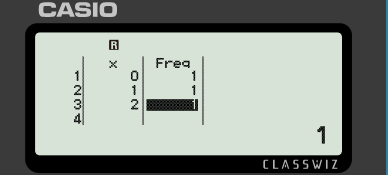 CASIO
R
x Freq
1 0 1
2 1 1
3 2 1
4
1
CLASSWIZ